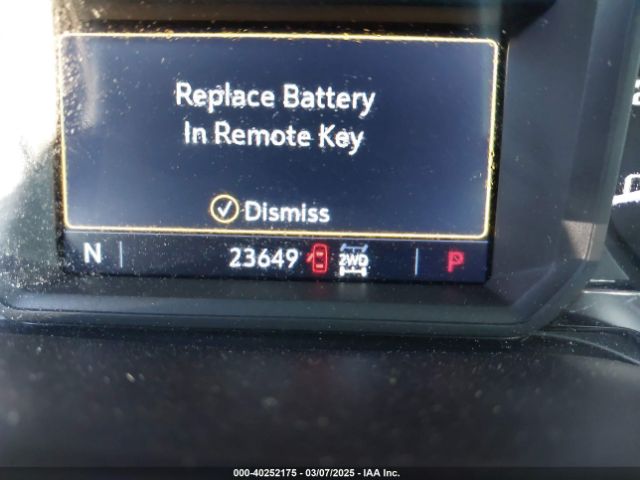 Replace Battery
In Remote Key
Dismiss
N 23649 2WD P
000-40252175 - 03/07/2025 - IAA Inc.